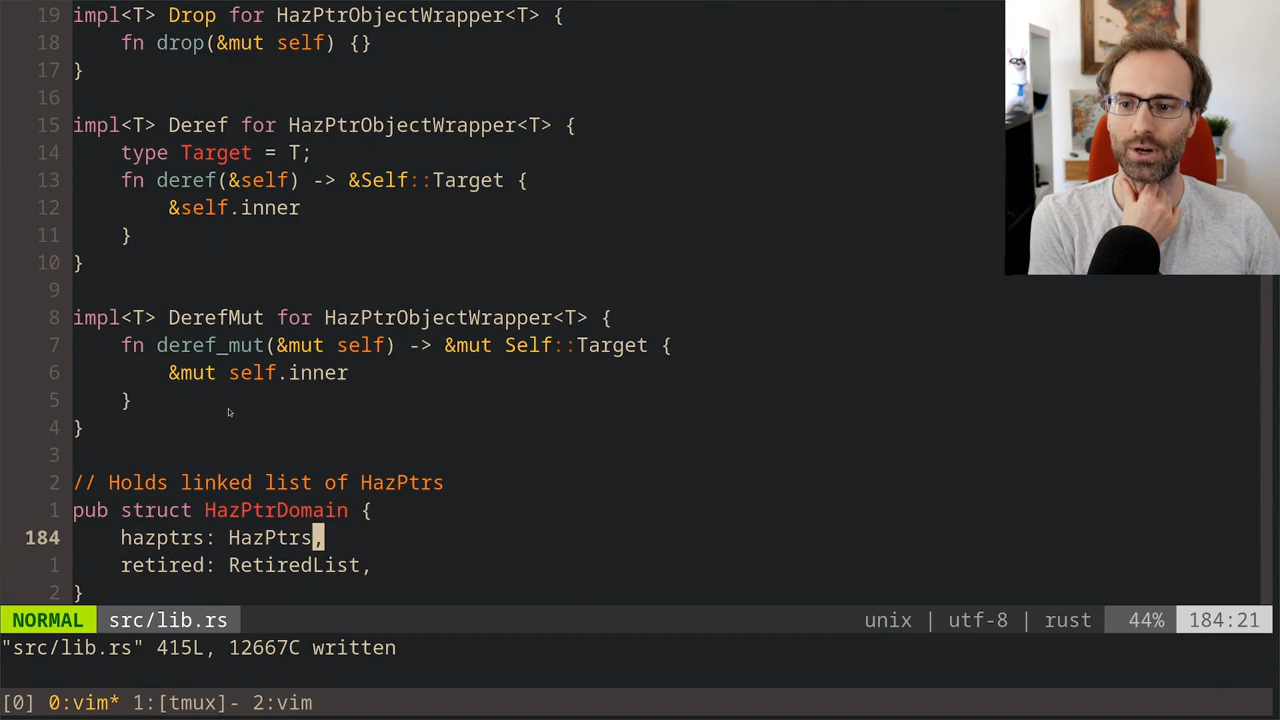 19 impl<T> Drop for HazPtrObjectWrapper<T> {
18     fn drop(&mut self) {}
17 }
16
15 impl<T> Deref for HazPtrObjectWrapper<T> {
14     type Target = T;
13     fn deref(&self) -> &Self::Target {
12         &self.inner
11     }
10 }
9
8 impl<T> DerefMut for HazPtrObjectWrapper<T> {
7     fn deref_mut(&mut self) -> &mut Self::Target {
6         &mut self.inner
5     }
4 }
3
2 // Holds linked list of HazPtrs
1 pub struct HazPtrDomain {
184     hazptrs: HazPtrs,
1     retired: RetiredList,
2 }
NORMAL src/lib.rs unix | utf-8 | rust 44% 184:21
"src/lib.rs" 415L, 12667C written
[0] 0:vim* 1:[tmux]- 2:vim